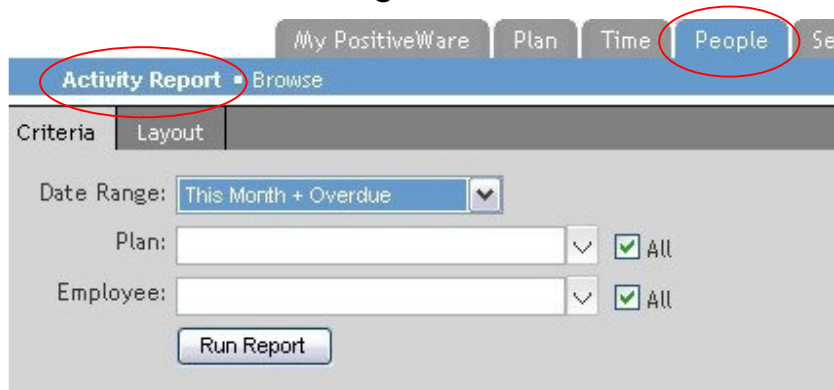 My PositiveWare Plan Time People Se
Activity Report ▪ Browse
Criteria Layout
Date Range: This Month + Overdue
Plan: All
Employee: All
Run Report